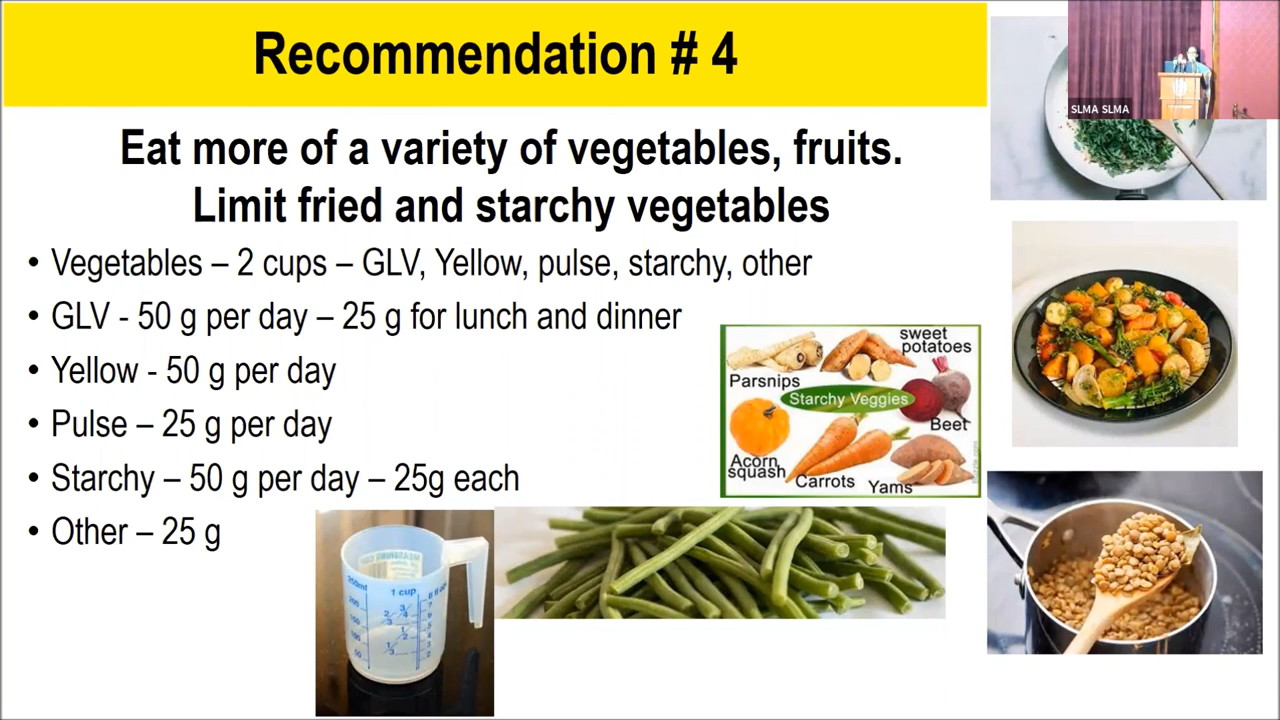 Recommendation # 4
SLMA SLMA
Eat more of a variety of vegetables, fruits.
Limit fried and starchy vegetables
• Vegetables – 2 cups – GLV, Yellow, pulse, starchy, other
• GLV - 50 g per day – 25 g for lunch and dinner
• Yellow - 50 g per day
• Pulse – 25 g per day
• Starchy – 50 g per day – 25g each
• Other – 25 g
sweet
potatoes
Parsnips
Starchy Veggies
Beet
Acorn
squash
Carrots
Yams
1 cup